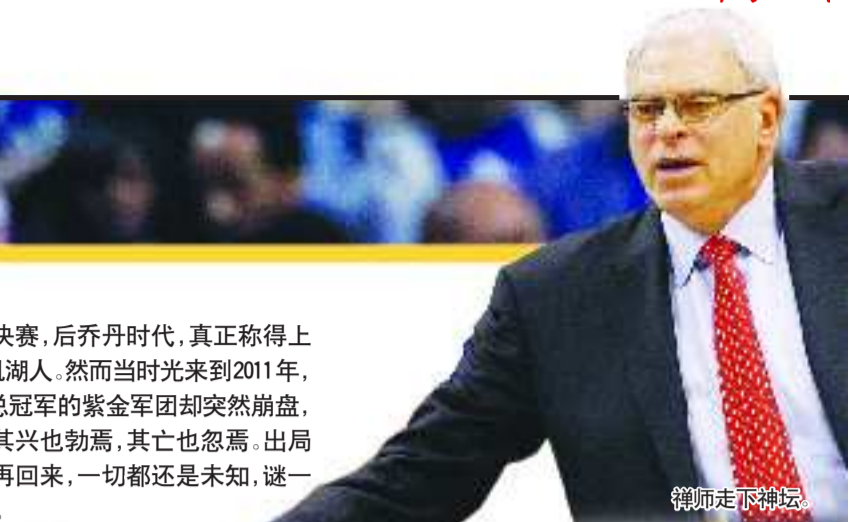 决赛，后乔丹时代，真正称得上
湖人。然而当时光来到2011年，
总冠军的紫金军团却突然崩盘，
其兴也勃焉，其亡也忽焉。出局
再回来，一切都还是未知，谜一
禅师走下神坛。